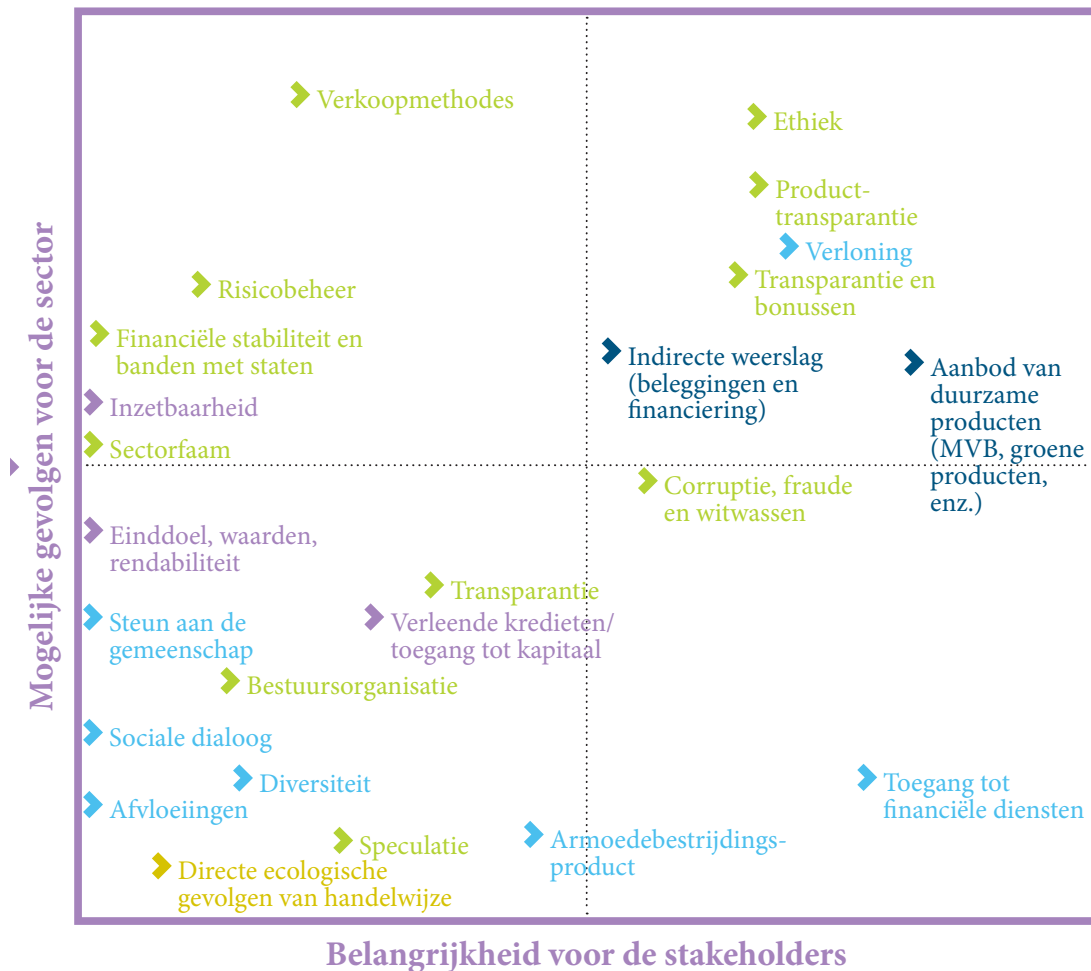 Mogelijke gevolgen voor de sector
Verkoopmethodes
Ethiek
Product-
transparantie
Verloning
Transparantie en
bonussen
Risicobeheer
Financiële stabiliteit en
banden met staten
Indirecte weerslag
(beleggingen en
financiering)
Aanbod van
duurzame
producten
(MVB, groene
producten,
enz.)
Inzetbaarheid
Sectorfaam
Corruptie, fraude
en witwassen
Einddoel, waarden,
rendabiliteit
Transparantie
Steun aan de
gemeenschap
Verleende kredieten/
toegang tot kapitaal
Bestuursorganisatie
Sociale dialoog
Diversiteit
Toegang tot
financiële diensten
Afvloeiingen
Speculatie
Armoedebestrijdings-
product
Directe ecologische
gevolgen van handelwijze
Belangrijkheid voor de stakeholders